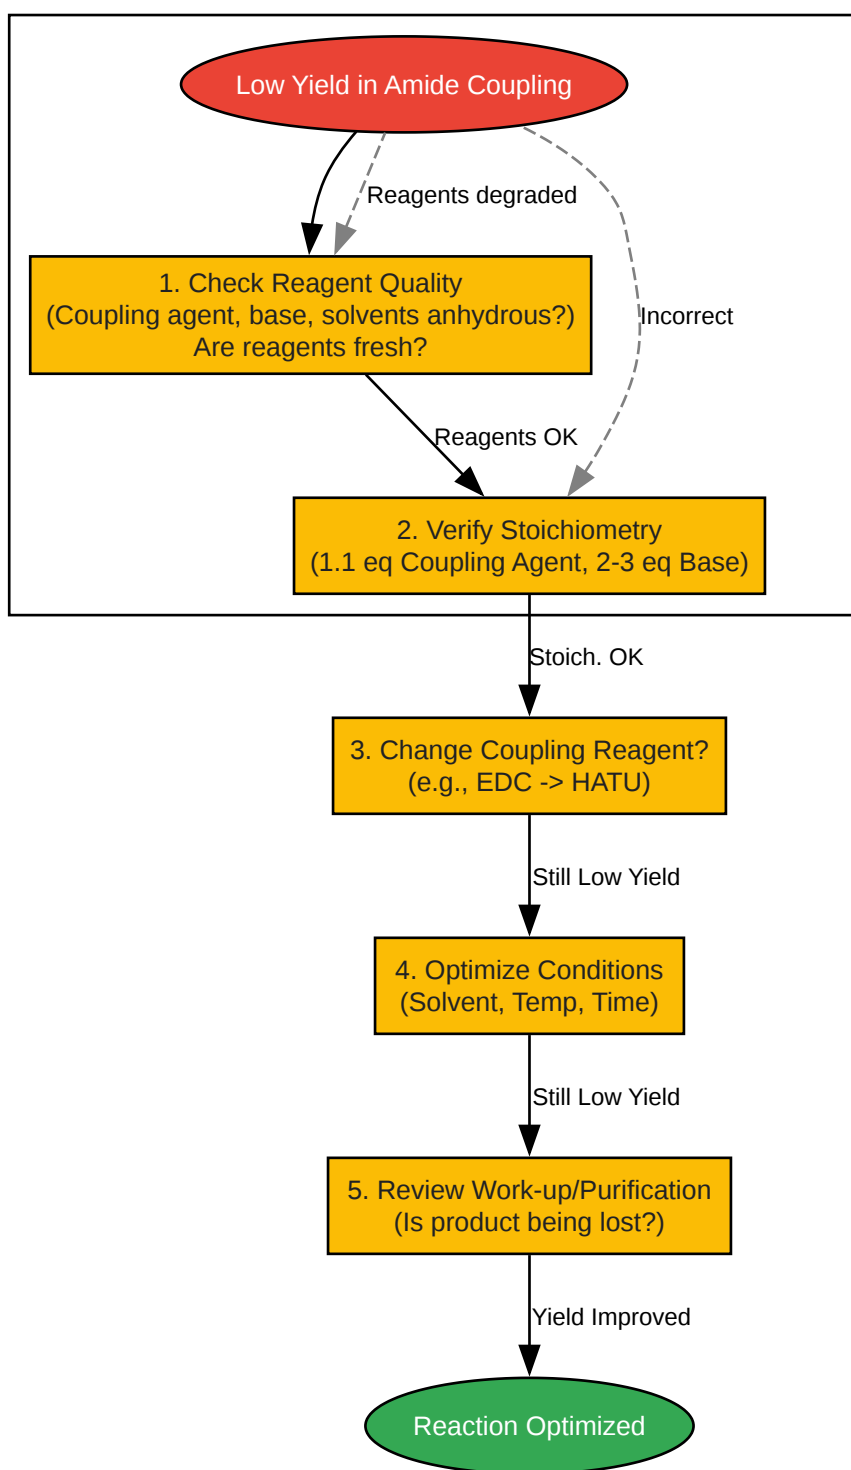 Low Yield in Amide Coupling
Reagents degraded
1. Check Reagent Quality
(Coupling agent, base, solvents anhydrous?)
Are reagents fresh?
Incorrect
Reagents OK
2. Verify Stoichiometry
(1.1 eq Coupling Agent, 2-3 eq Base)
Stoich. OK
3. Change Coupling Reagent?
(e.g., EDC -> HATU)
Still Low Yield
4. Optimize Conditions
(Solvent, Temp, Time)
Still Low Yield
5. Review Work-up/Purification
(Is product being lost?)
Yield Improved
Reaction Optimized